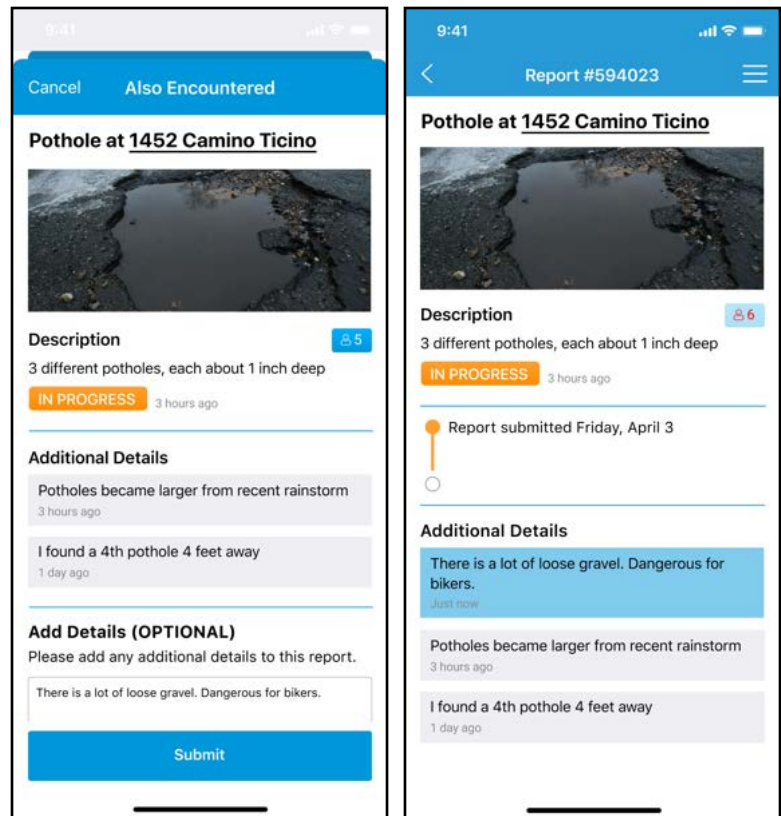 9:41
Cancel Also Encountered
Pothole at 1452 Camino Ticino
Description 5
3 different potholes, each about 1 inch deep
IN PROGRESS 3 hours ago
Additional Details
Potholes became larger from recent rainstorm
3 hours ago
I found a 4th pothole 4 feet away
1 day ago
Add Details (OPTIONAL)
Please add any additional details to this report.
There is a lot of loose gravel. Dangerous for bikers.
Submit
9:41
Report #594023
Pothole at 1452 Camino Ticino
Description 6
3 different potholes, each about 1 inch deep
IN PROGRESS 3 hours ago
Report submitted Friday, April 3
Additional Details
There is a lot of loose gravel. Dangerous for
bikers.
Just now
Potholes became larger from recent rainstorm
3 hours ago
I found a 4th pothole 4 feet away
1 day ago